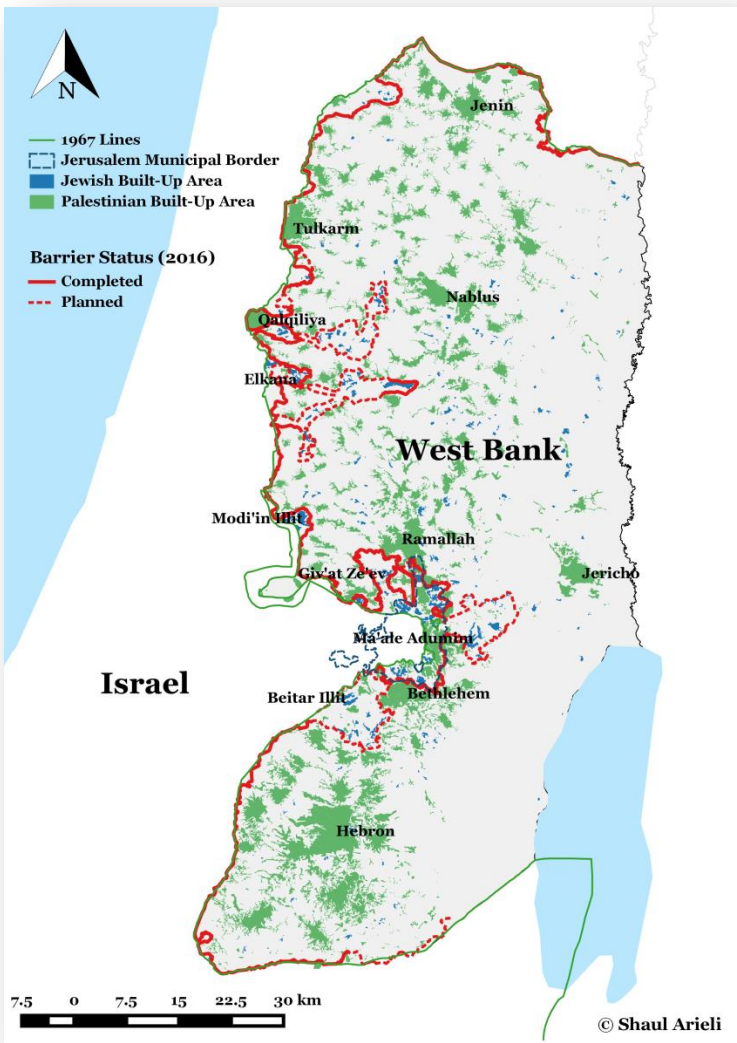 N
1967 Lines
Jerusalem Municipal Border
Jewish Built-Up Area
Palestinian Built-Up Area
Barrier Status (2016)
Completed
Planned
Jenin
Tulkarm
Nablus
Qalqiliya
Elkana
West Bank
Modi'in Illit
Ramallah
Giv'at Ze'ev
Jericho
Ma'ale Adumim
Israel
Beitar Illit
Bethlehem
Hebron
7.5 0 7.5 15 22.5 30 km
© Shaul Arieli